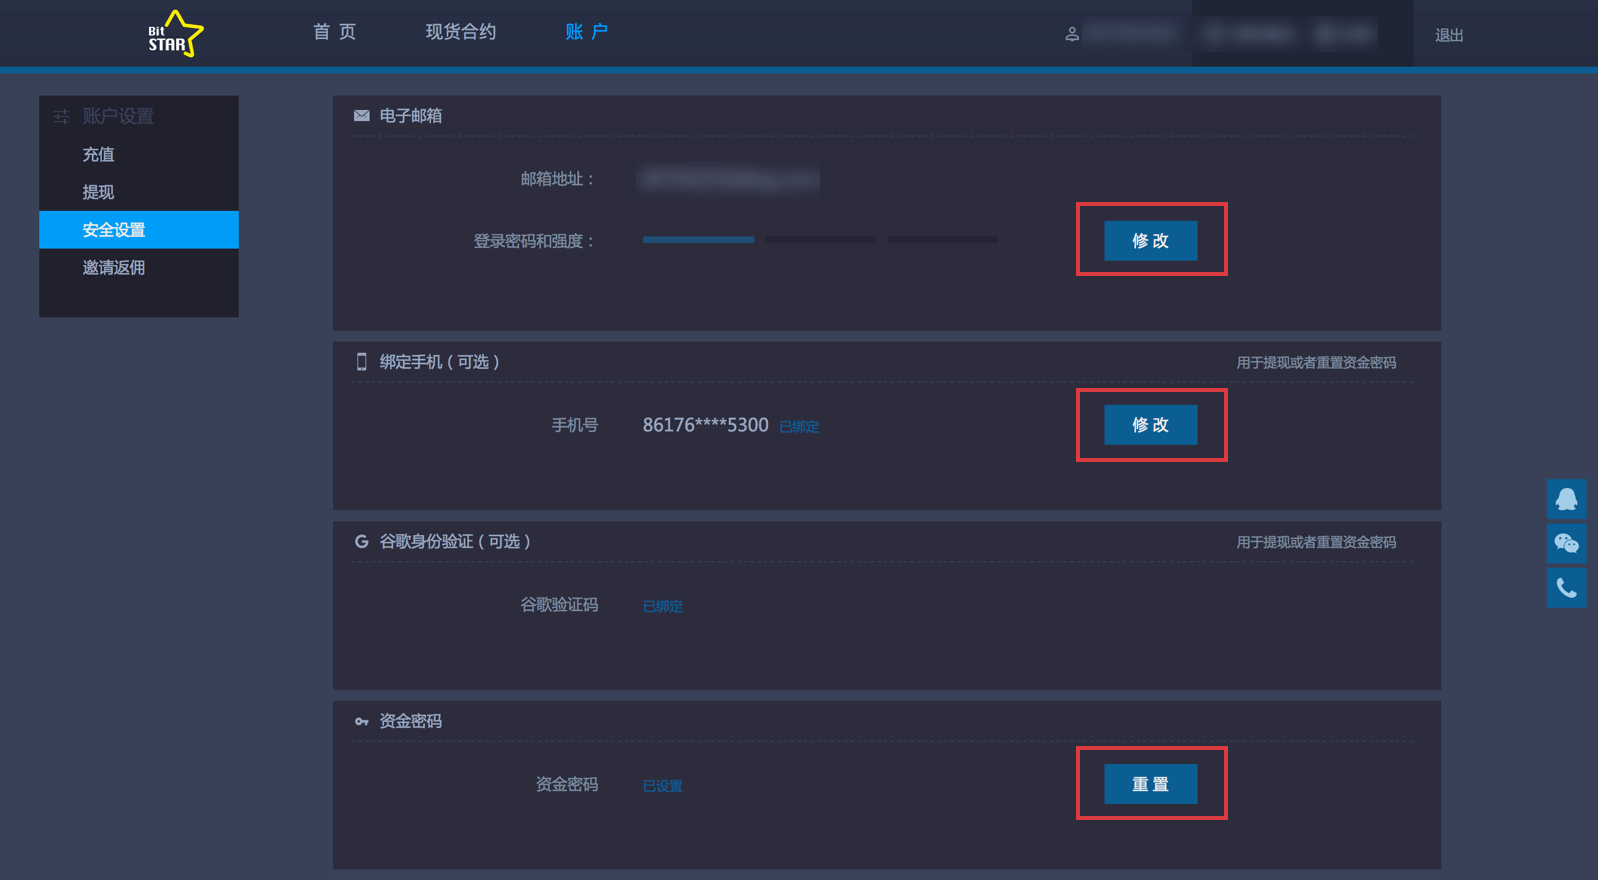 Bit
STAR
首 页
现货合约
账 户
退出
账户设置
充值
提现
安全设置
邀请返佣
电子邮箱
邮箱地址：
登录密码和强度：
修 改
绑定手机（可选）
用于提现或者重置资金密码
手机号
86176****5300 已绑定
修 改
谷歌身份验证（可选）
用于提现或者重置资金密码
谷歌验证码
已绑定
资金密码
资金密码
已设置
重 置